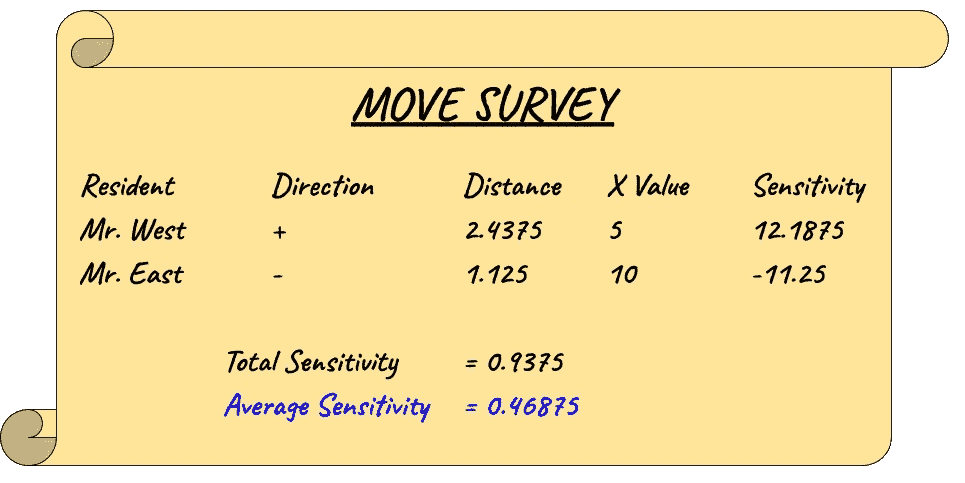 MOVE SURVEY
Resident Direction Distance X Value Sensitivity
Mr. West + 2.4375 5 12.1875
Mr. East - 1.125 10 -11.25
Total Sensitivity = 0.9375
Average Sensitivity = 0.46875